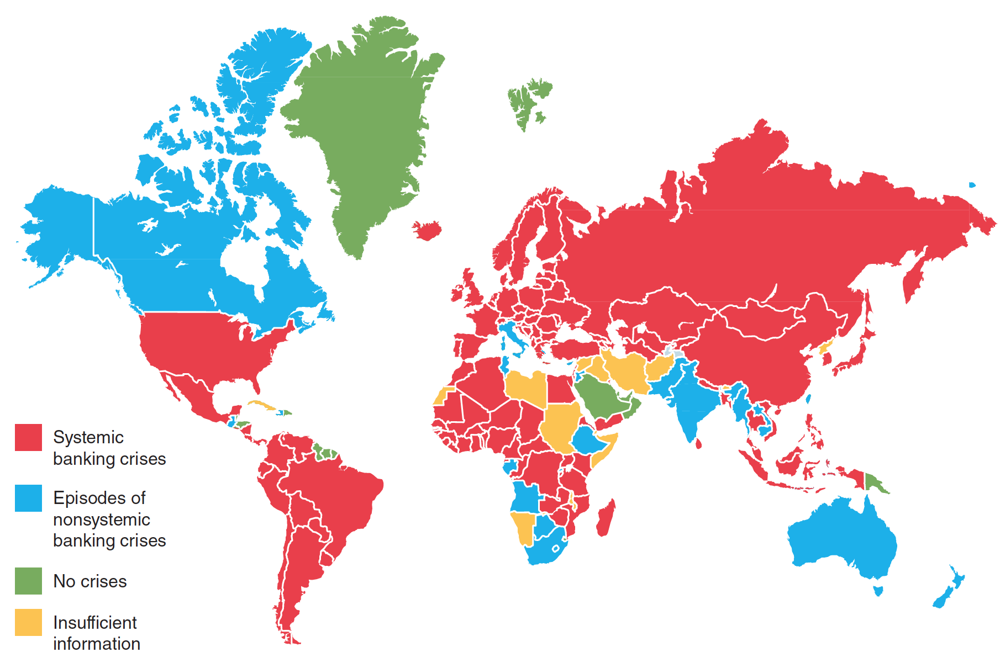 Systemic
banking crises
Episodes of
nonsystemic
banking crises
No crises
Insufficient
information